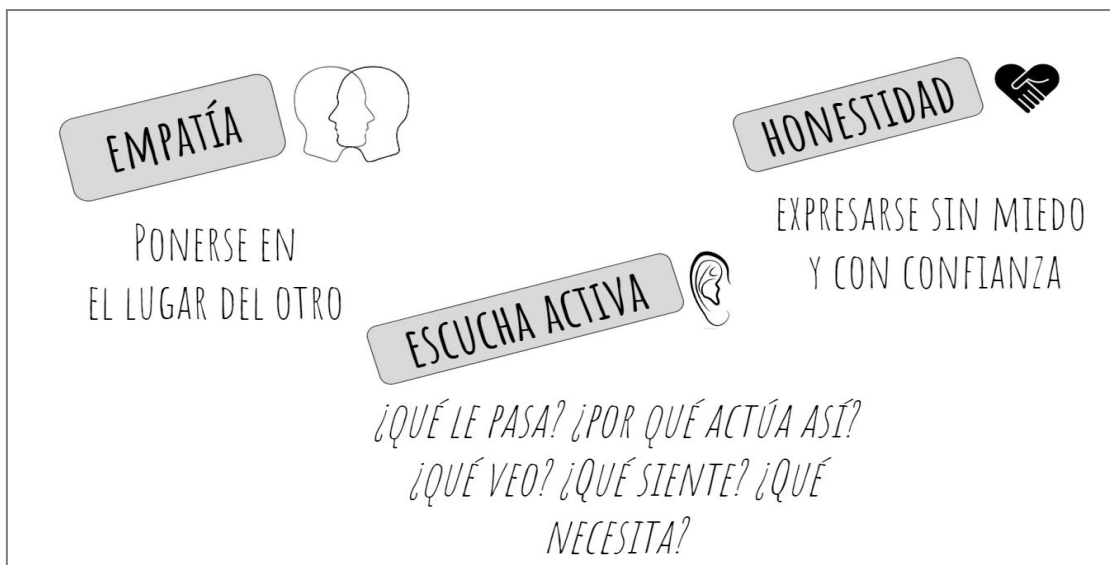 EMPATÍA
PONERSE EN
EL LUGAR DEL OTRO
HONESTIDAD
EXPRESARSE SIN MIEDO
Y CON CONFIANZA
ESCUCHA ACTIVA
¿QUÉ LE PASA? ¿POR QUÉ ACTÚA ASÍ?
¿QUÉ VEO? ¿QUÉ SIENTE? ¿QUÉ
NECESITA?